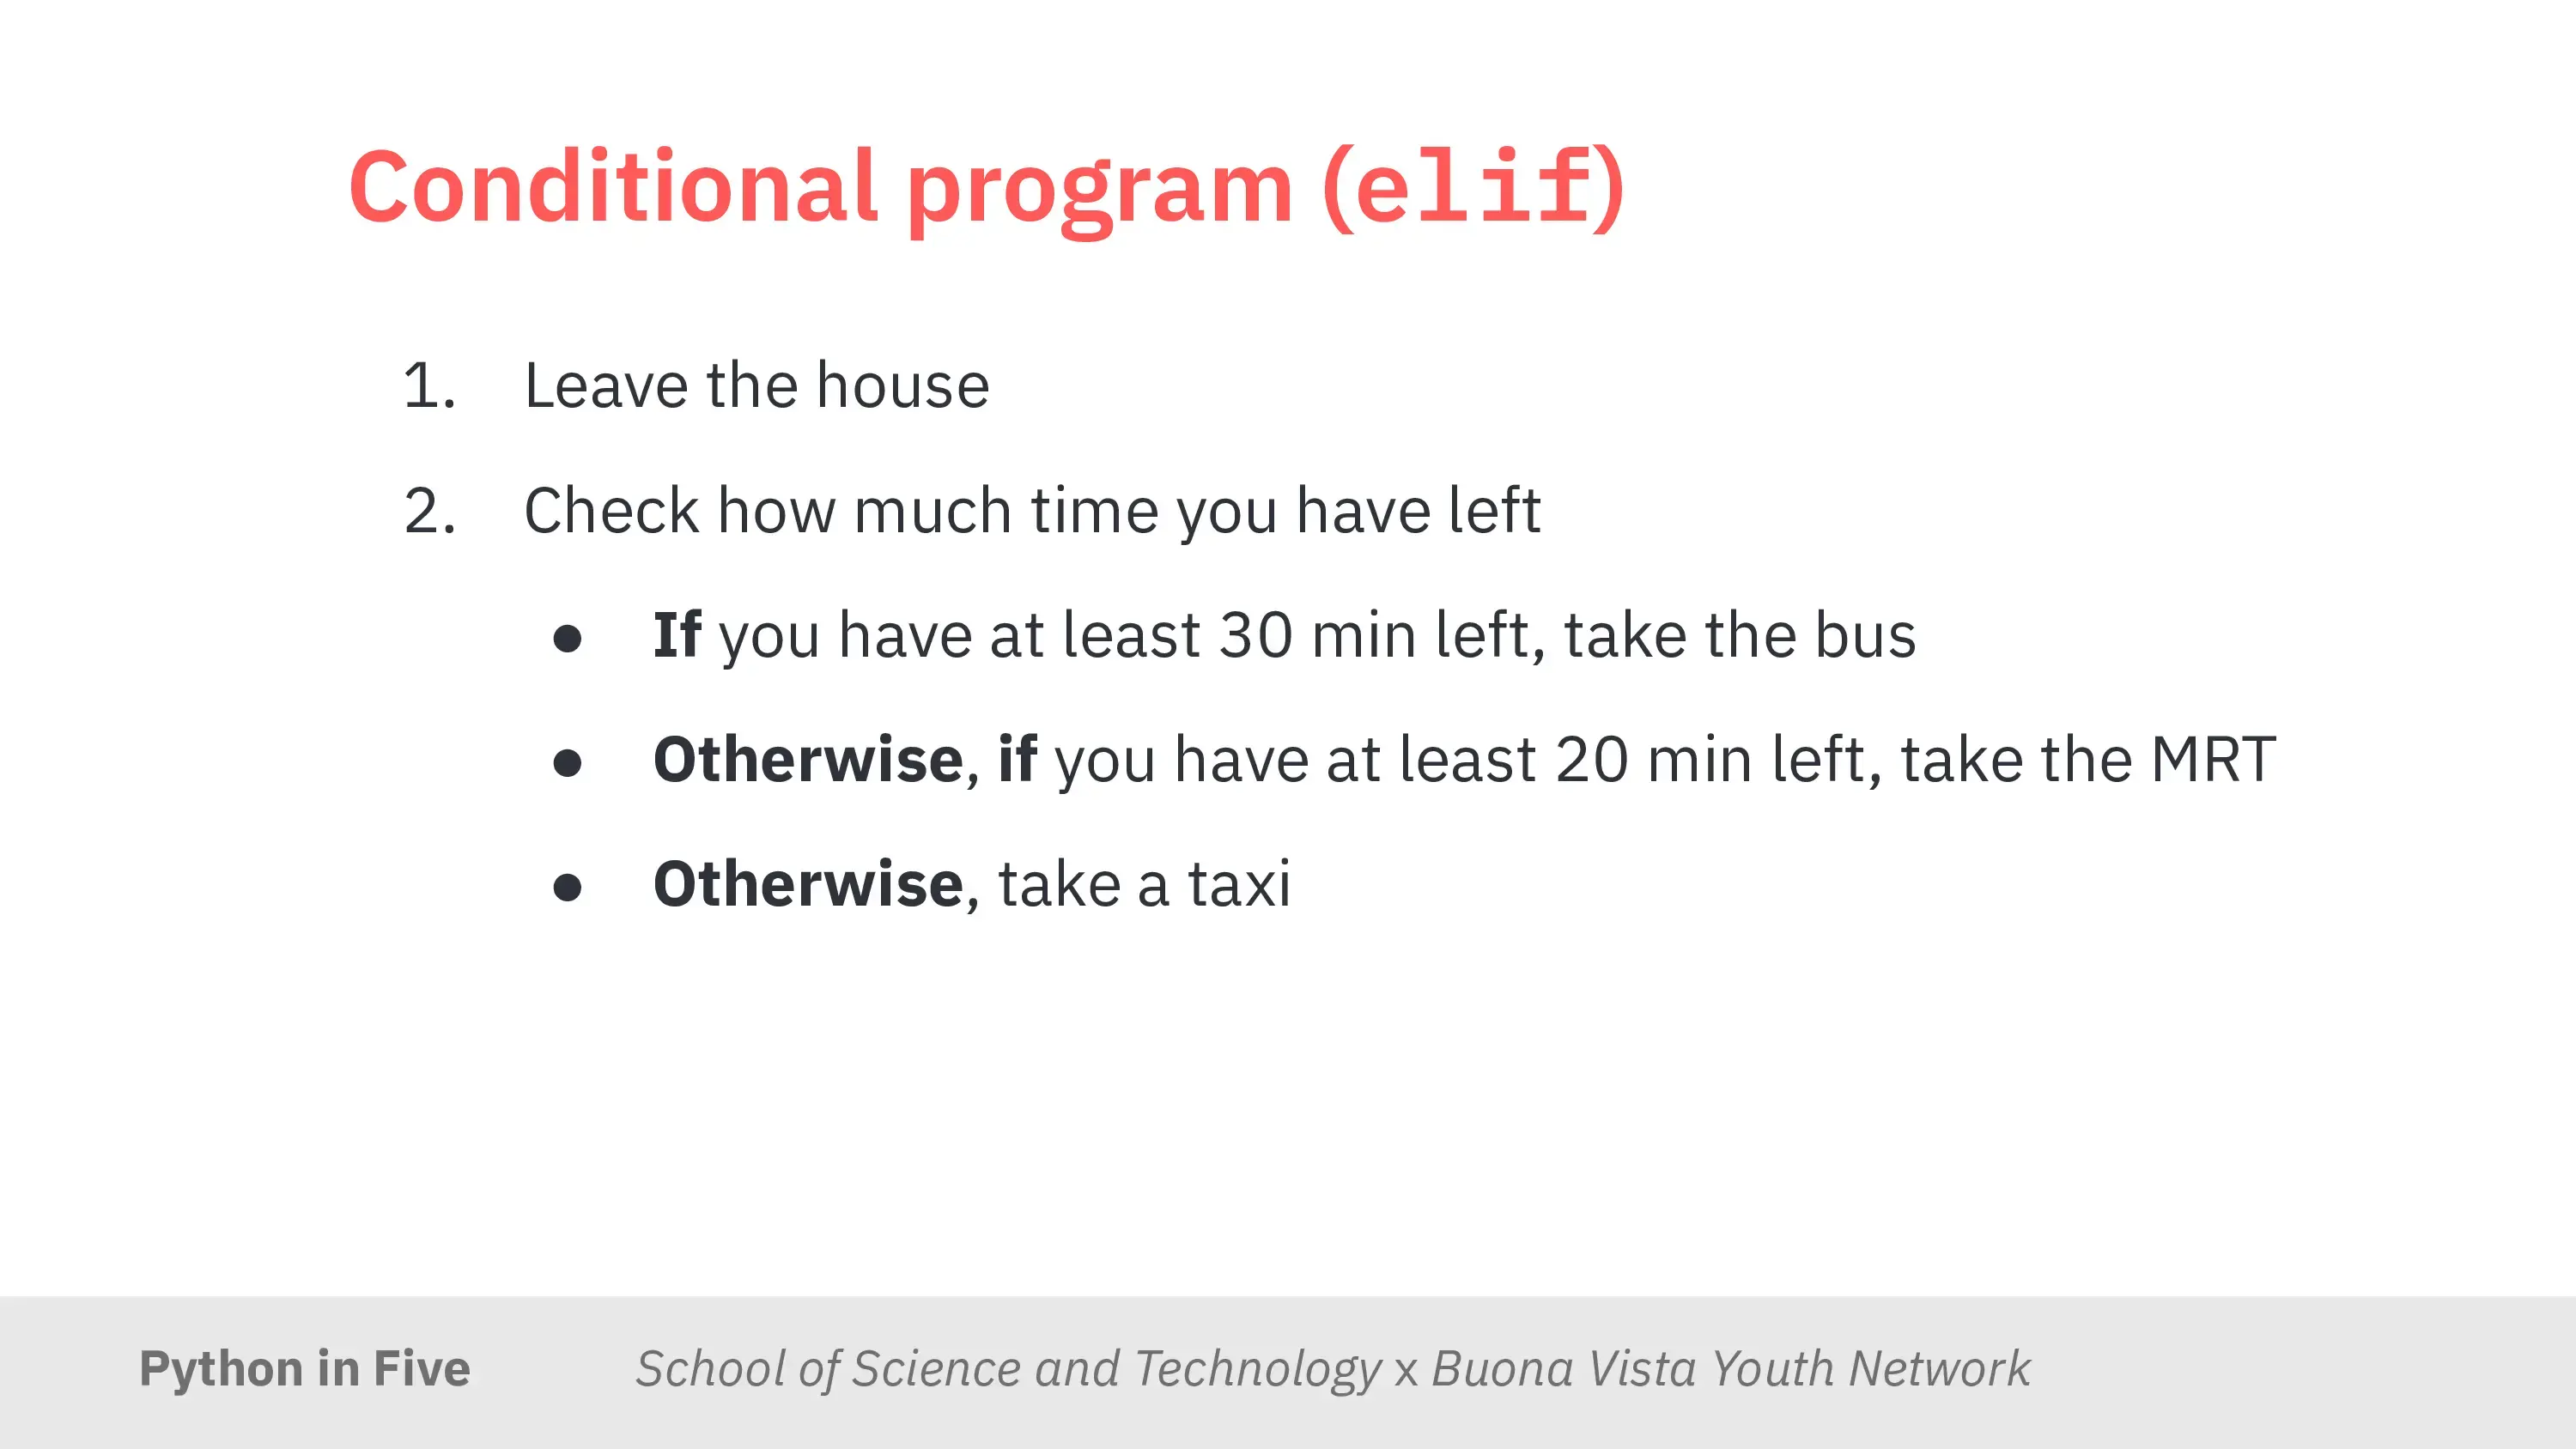 Conditional program (elif)
1. Leave the house
2. Check how much time you have left
● If you have at least 30 min left, take the bus
● Otherwise, if you have at least 20 min left, take the MRT
● Otherwise, take a taxi
Python in Five School of Science and Technology x Buona Vista Youth Network